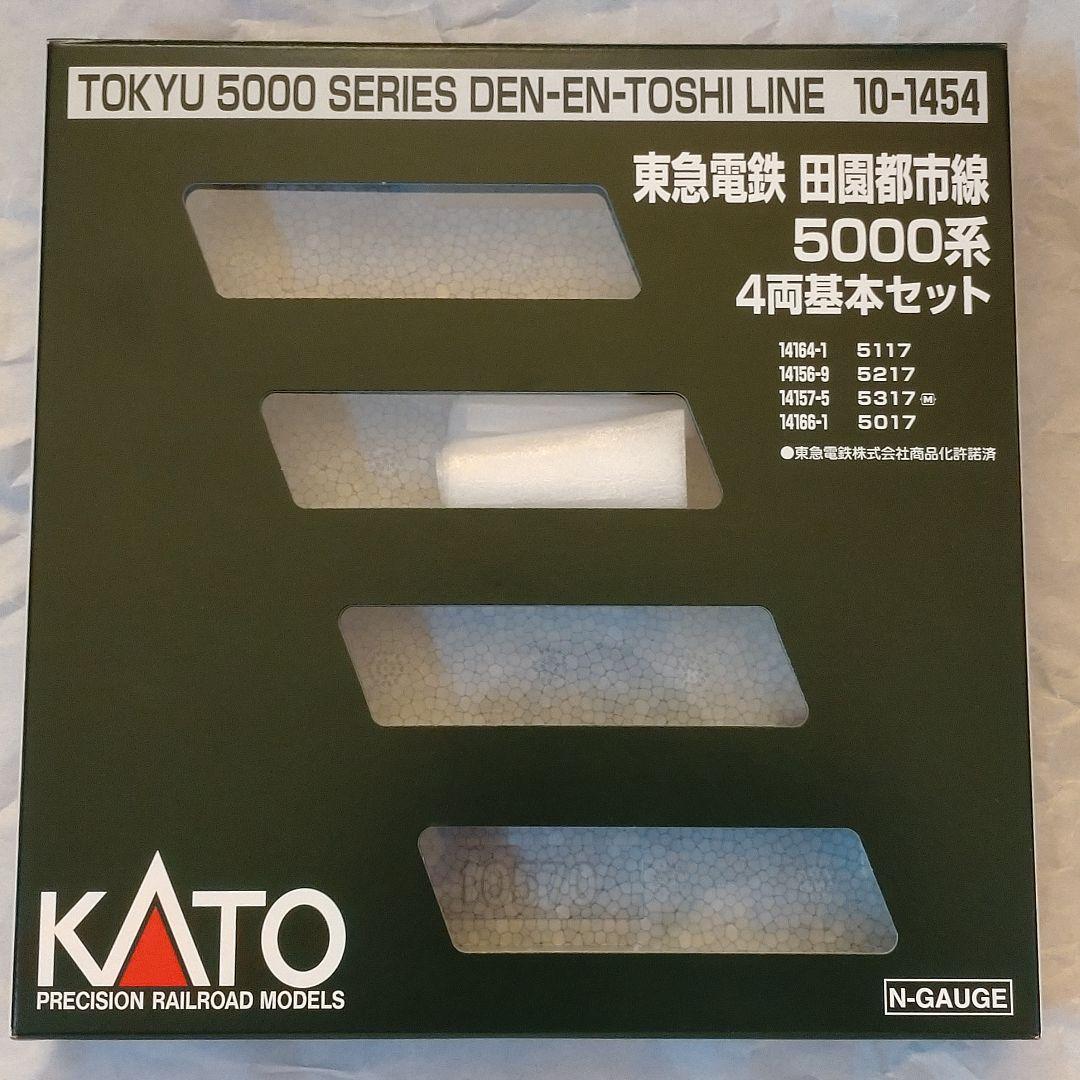 TOKYU 5000 SERIES DEN-EN-TOSHI LINE 10-1454
東急電鉄 田園都市線
5000系
4両基本セット
14164-1 5117
14156-9 5217
14157-5 5317 M
14166-1 5017
●東急電鉄株式会社商品化許諾済
10570
KATO
PRECISION RAILROAD MODELS
N-GAUGE